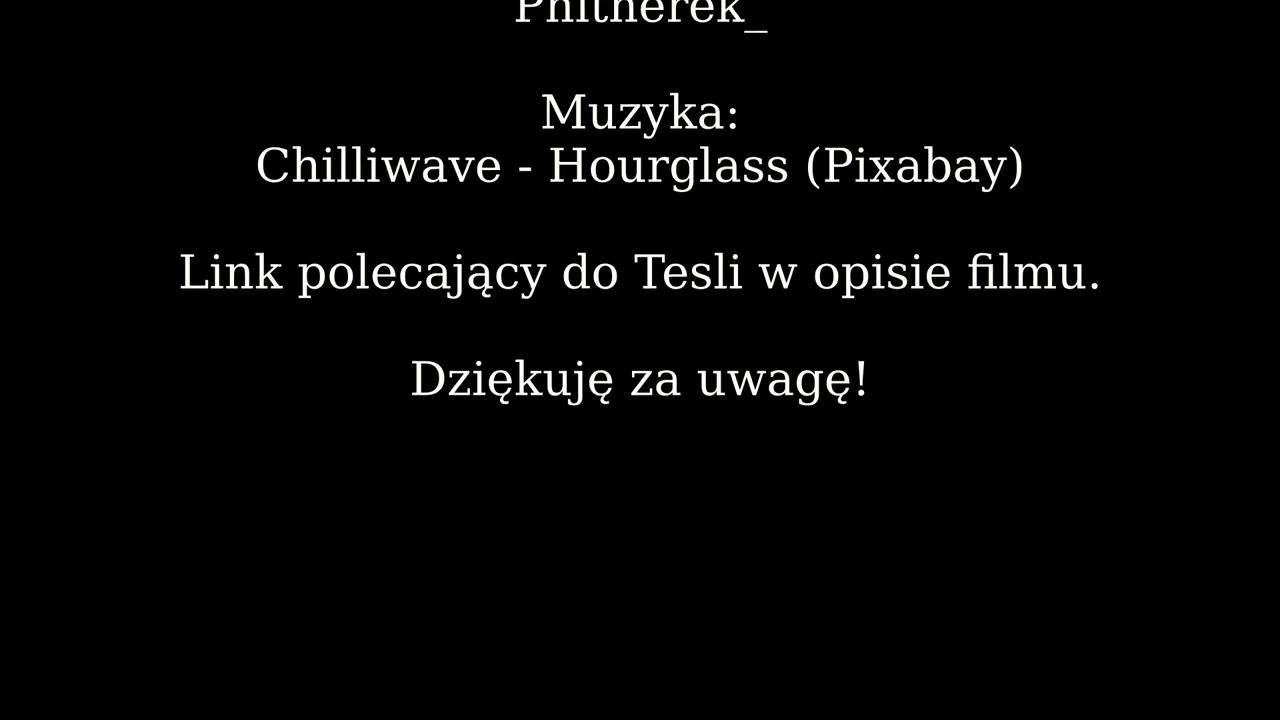 Phitherek_
Muzyka:
Chilliwave - Hourglass (Pixabay)
Link polecający do Tesli w opisie filmu.
Dziękuję za uwagę!